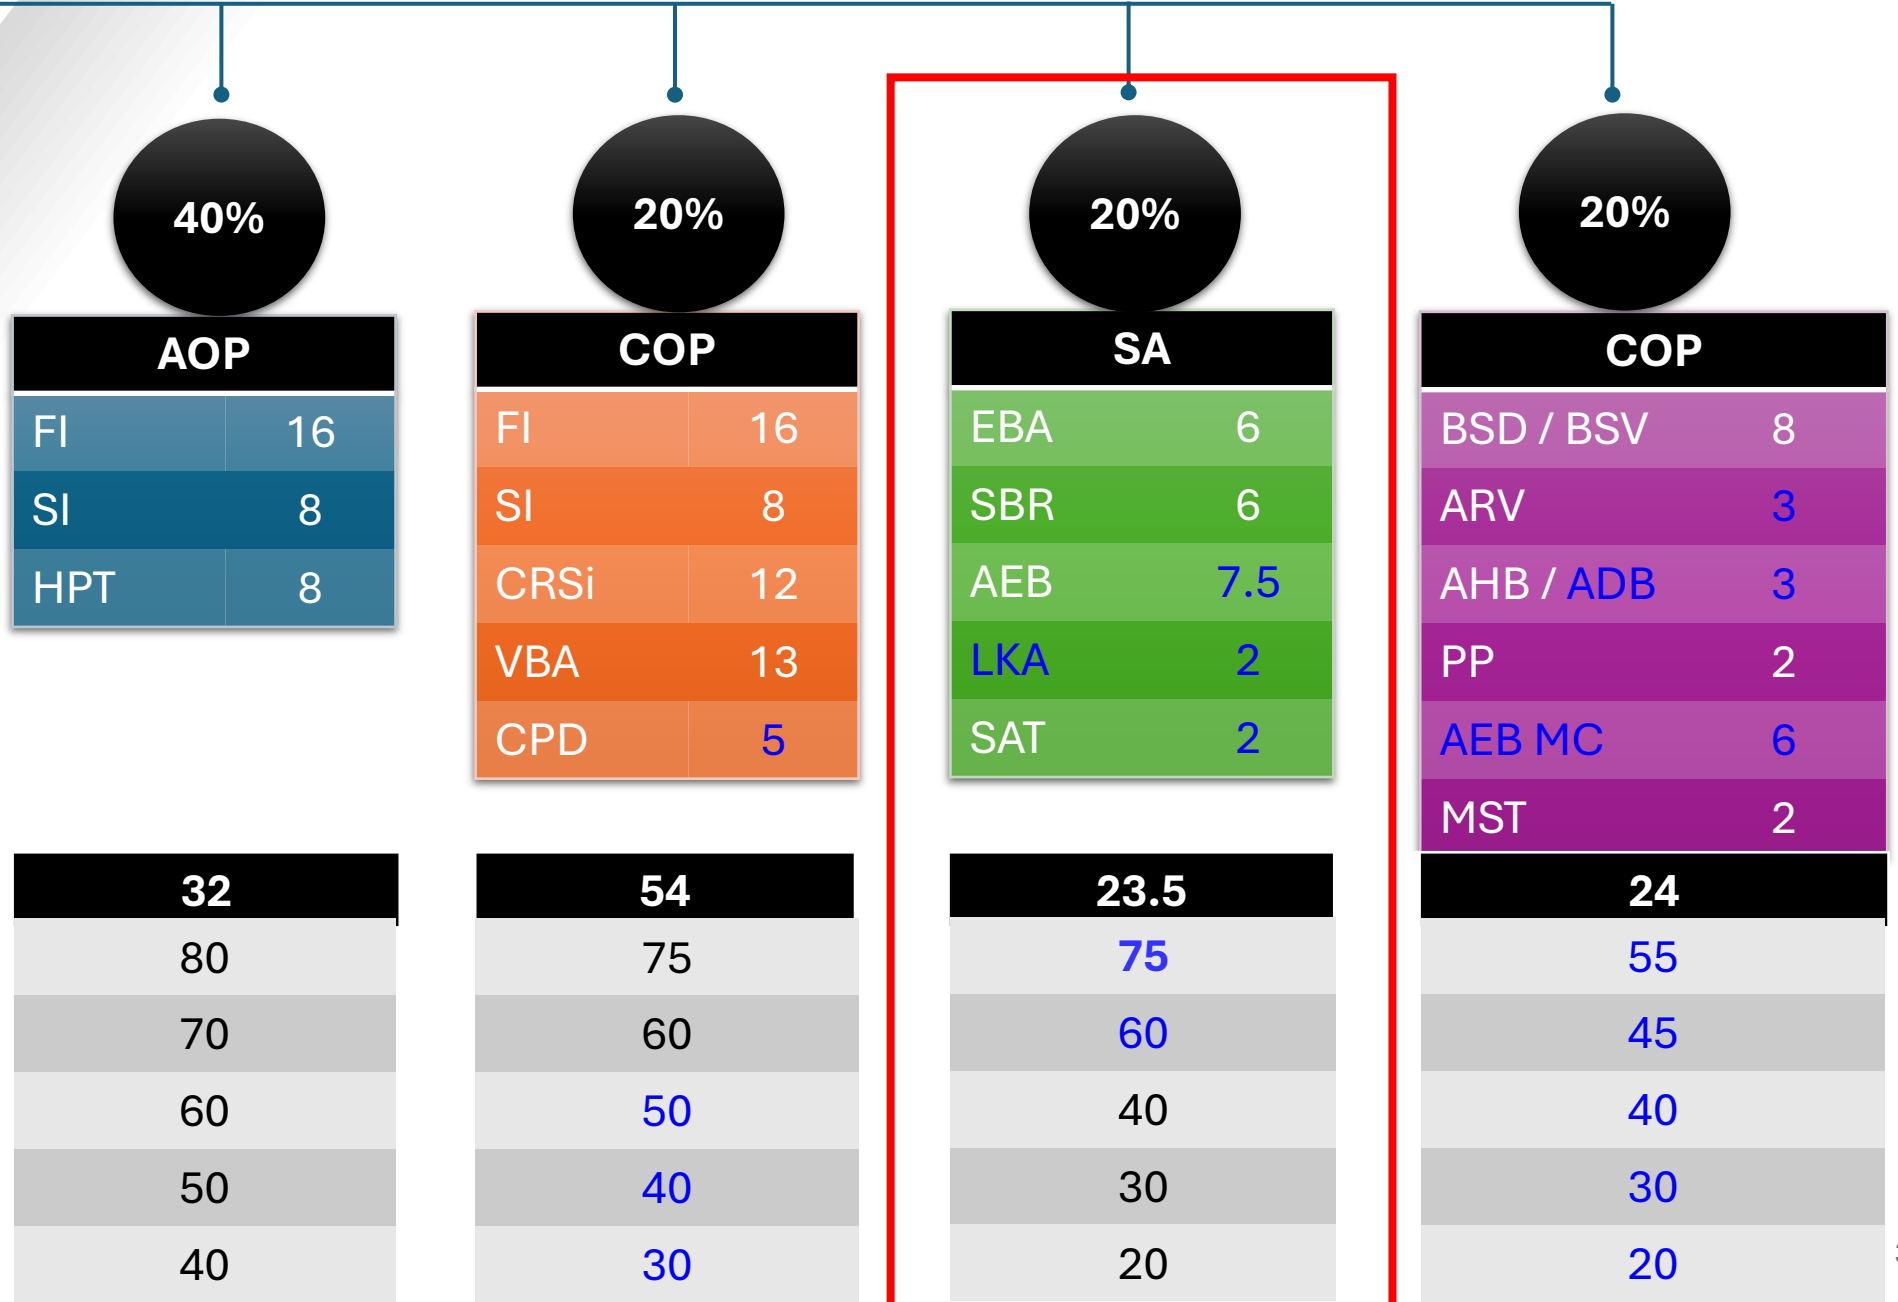 40%
20%
20%
20%
AOP
FI 16
SI 8
HPT 8
COP
FI 16
SI 8
CRSi 12
VBA 13
CPD 5
SA
EBA 6
SBR 6
AEB 7.5
LKA 2
SAT 2
COP
BSD / BSV 8
ARV 3
AHB / ADB 3
PP 2
AEB MC 6
MST 2
32
80
70
60
50
40
54
75
60
50
40
30
23.5
75
60
40
30
20
24
55
45
40
30
20